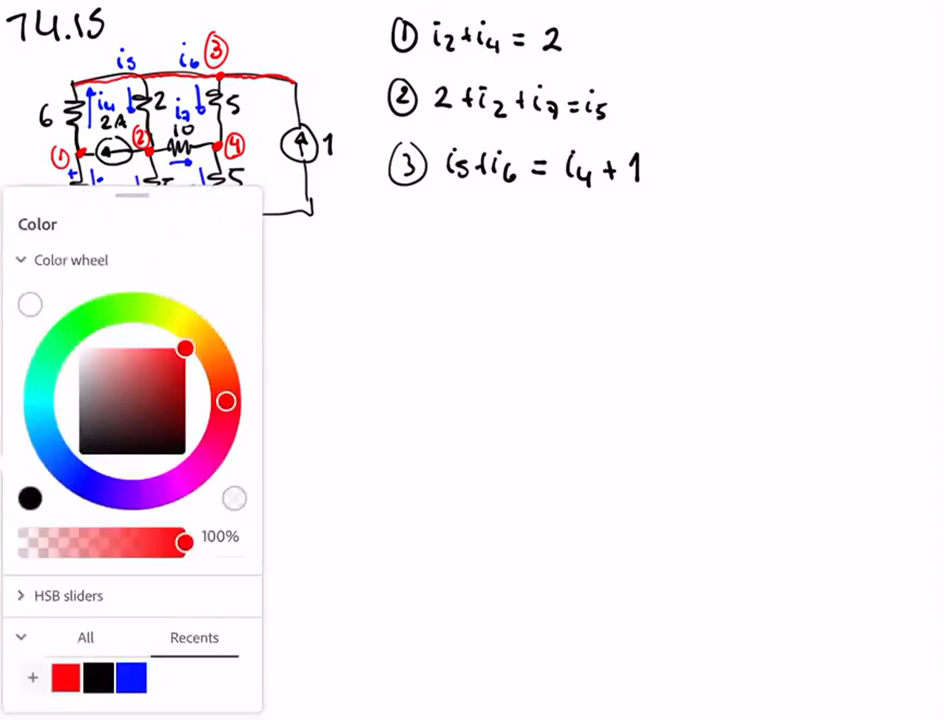 74.15
① i2+i4 = 2
② 2 + i2 + i7 = i5
③ i5+i6 = i4 + 1
i5 i6 ③
6 i4 2 i7 5
2A ② 10
① ④ 1
5
Color
Color wheel
100%
HSB sliders
All Recents
+